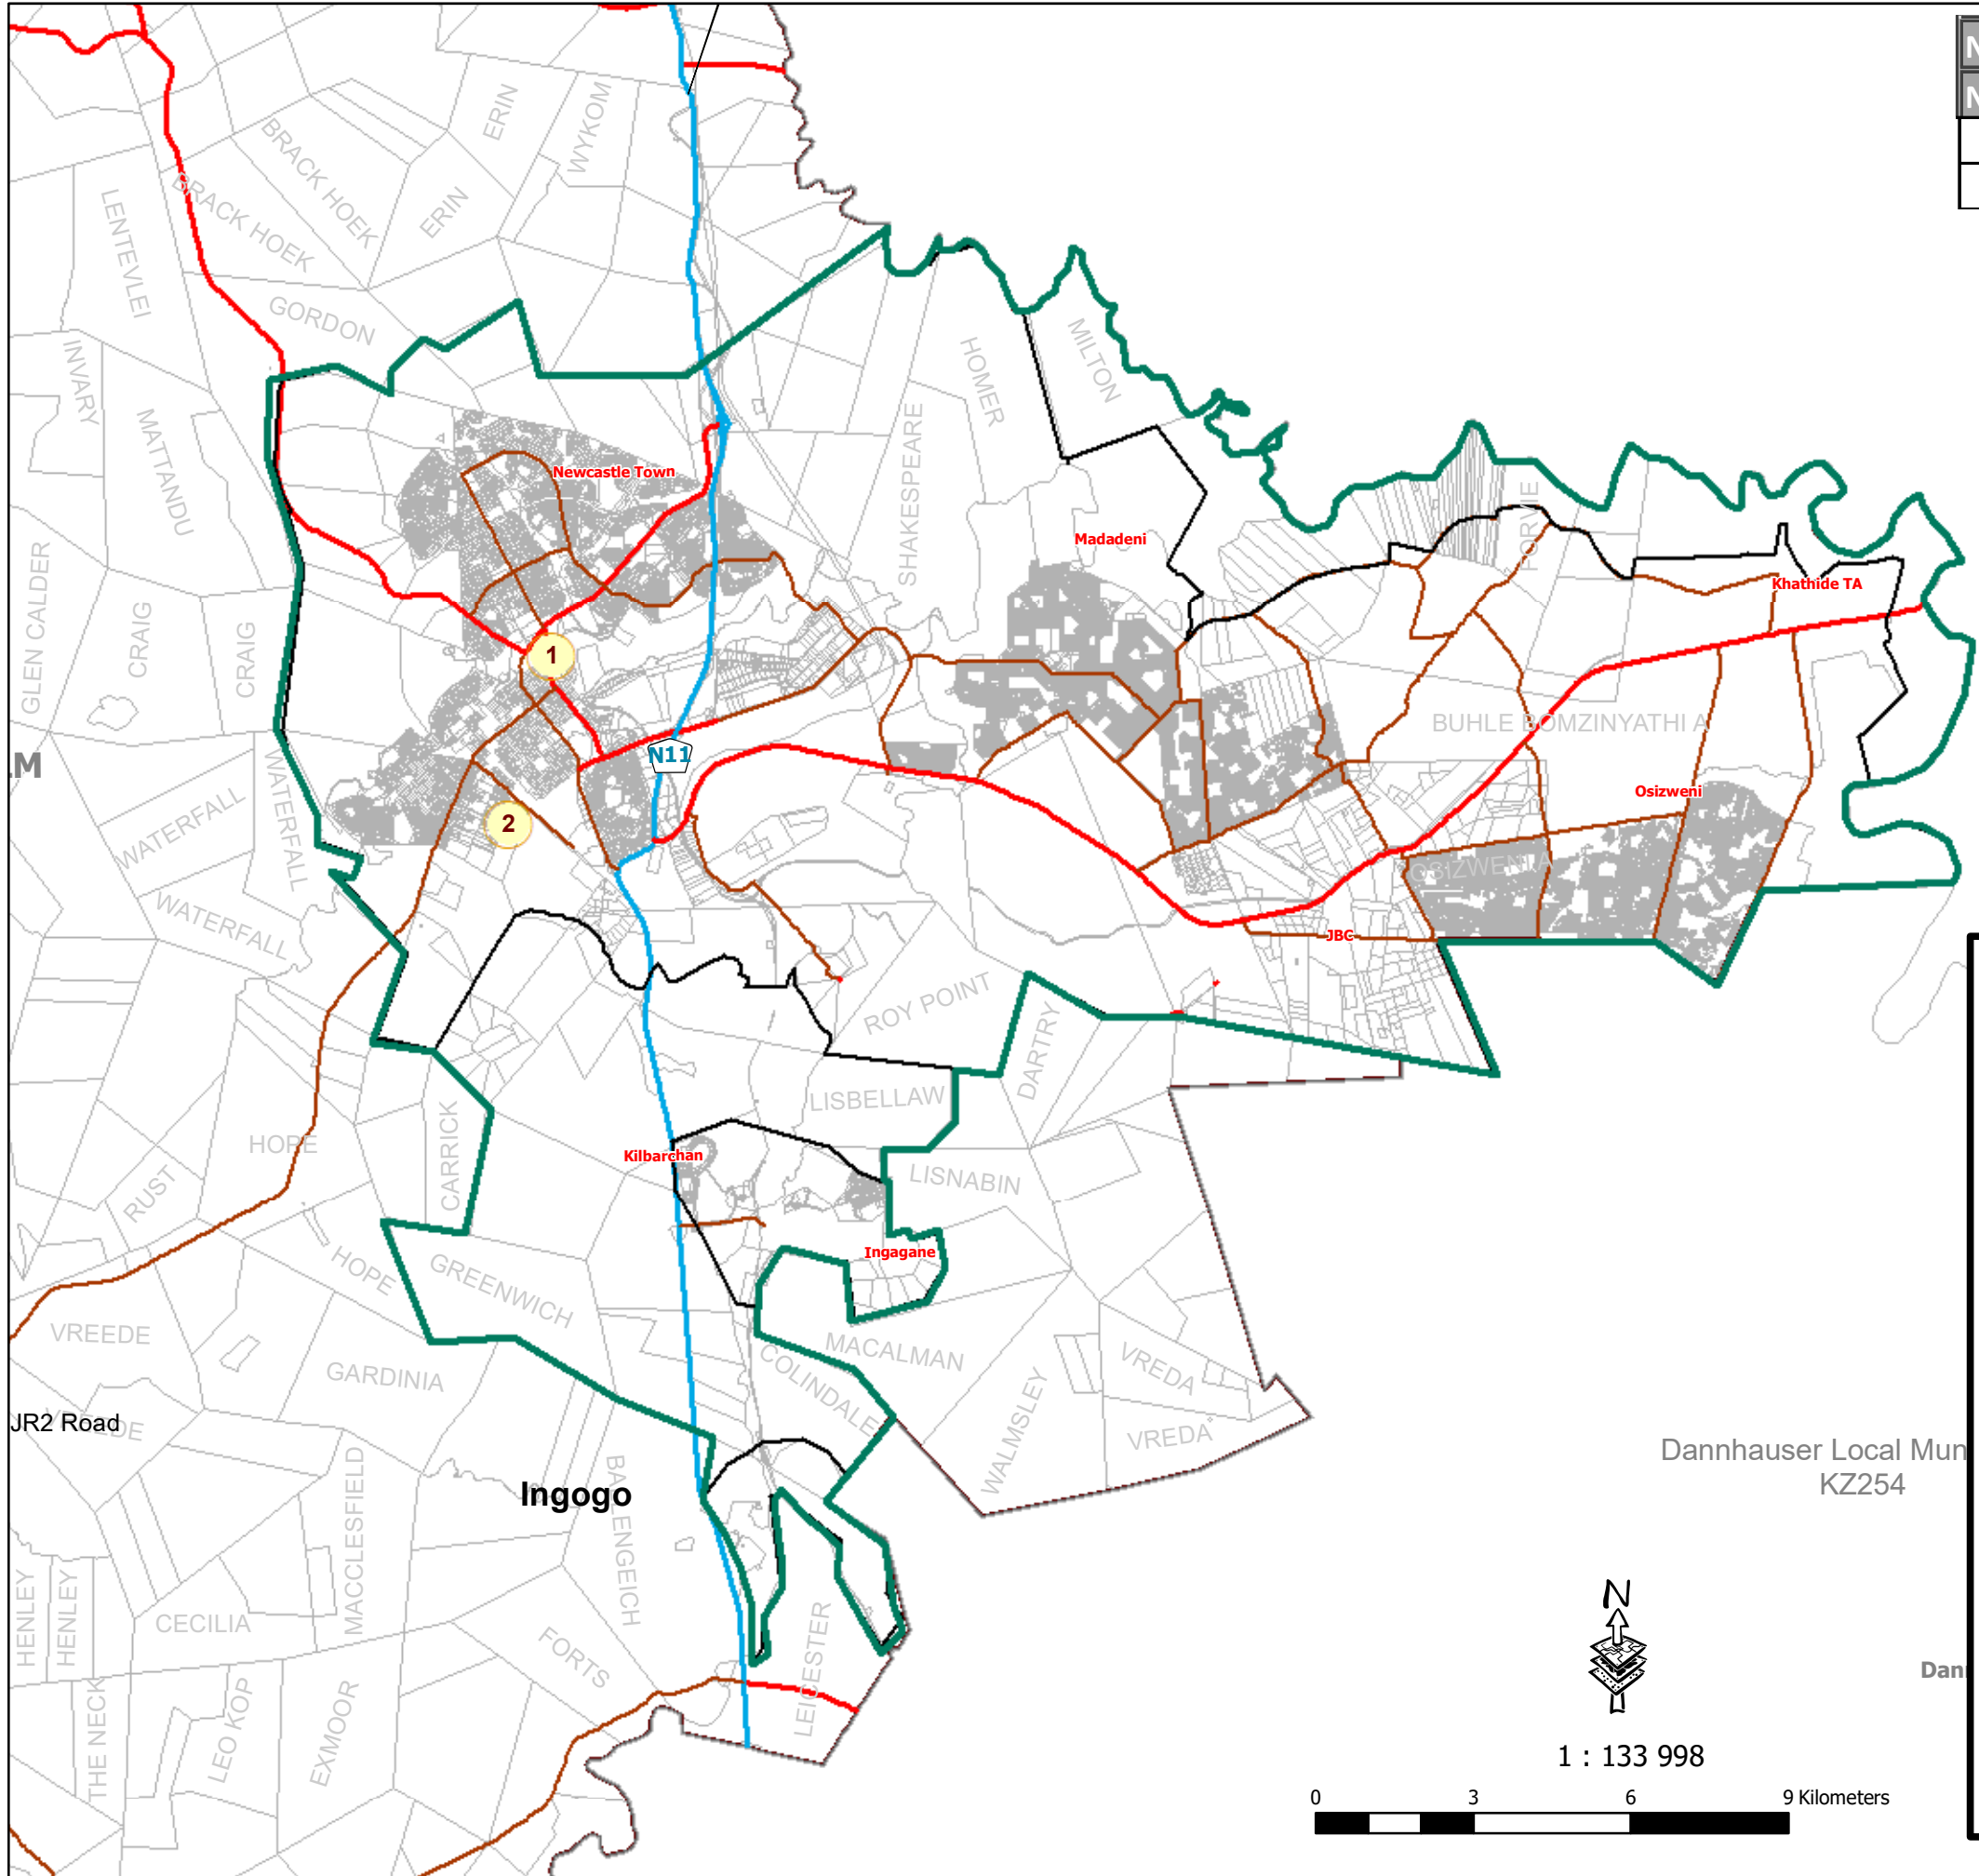 N
N
ERIN
WYKOM
BRACK HOEK
BRACK HOEK
ERIN
LENTEVLEI
GORDON
INVARY
MATTANDU
HOMER
MILTON
SHAKESPEARE
Newcastle Town
Madadeni
Khathide TA
GLEN CALDER
CRAIG
CRAIG
1
BUHLE BOMZINYATHI A
N11
Osizweni
WATERFALL
WATERFALL
2
OSIZWENI A
WATERFALL
JBC
ROY POINT
DARTRY
LISBELLAW
HOPE
CARRICK
Kilbarchan
LISNABIN
RUST
Ingagane
HOPE
GREENWICH
VREEDE
MACALMAN
GARDINIA
COLINDALE
VREDA
WALMSLEY
VREDA
JR2 Road
VREEDE
Dannhauser Local Mun
KZ254
Ingogo
MACCLESFIELD
BALENGEICH
HENLEY
HENLEY
CECILIA
N
FORTS
LEICESTER
Dan
THE NECK
LEO KOP
EXMOOR
1 : 133 998
0 3 6 9 Kilometers